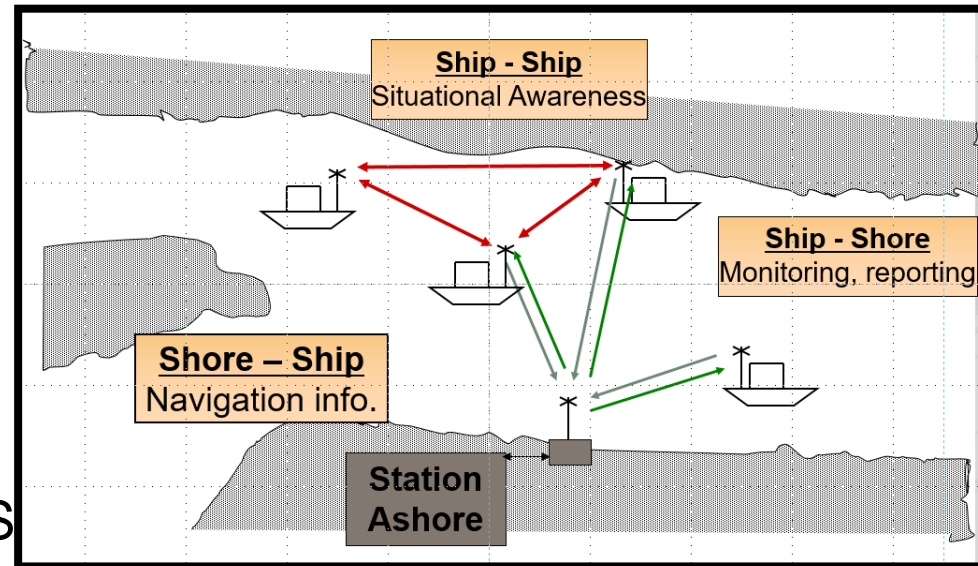 Ship - Ship
Situational Awareness
Ship - Shore
Monitoring, reporting
Shore – Ship
Navigation info.
Station
Ashore
s